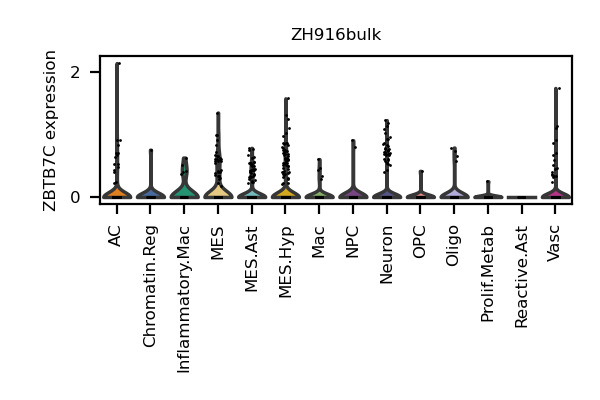 ZH916bulk
ZBTB7C expression
2
0
AC
Chromatin.Reg
Inflammatory.Mac
MES
MES.Ast
MES.Hyp
Mac
NPC
Neuron
OPC
Oligo
Prolif.Metab
Reactive.Ast
Vasc